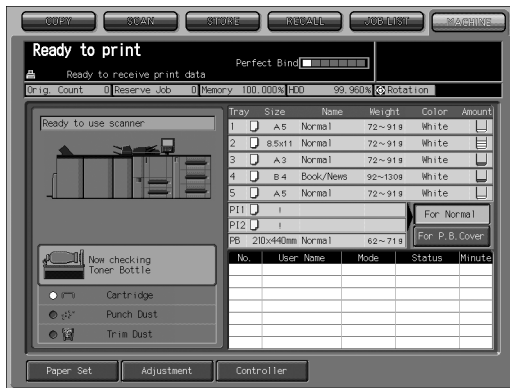 COPY SCAN STORE RECALL JOB LIST MACHINE
Ready to print
Perfect Bind
Ready to receive print data
Orig. Count 0 Reserve Job 0 Memory 100.000% HDD 99.960% Rotation
Ready to use scanner
Tray Size Name Weight Color Amount
1 A5 Normal 72~91g White
2 8.5x11 Normal 72~91g White
3 A3 Normal 72~91g White
4 B4 Book/News 92~130g White
5 A5 Normal 72~91g White
PI1 !
PI2 !
PB 210x440mm Normal 62~71g
For Normal
For P.B.Cover
Now checking
Toner Bottle
Cartridge
Punch Dust
Trim Dust
No. User Name Mode Status Minute
Paper Set Adjustment Controller